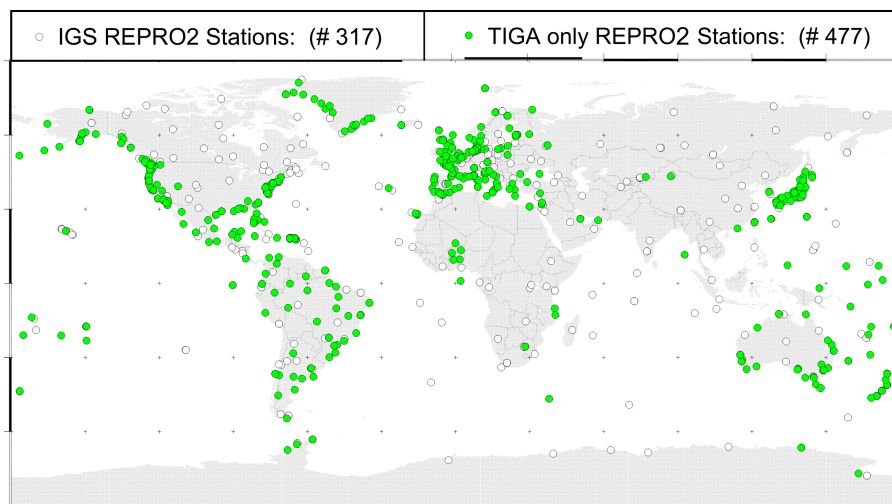 IGS REPRO2 Stations: (# 317)
TIGA only REPRO2 Stations: (# 477)